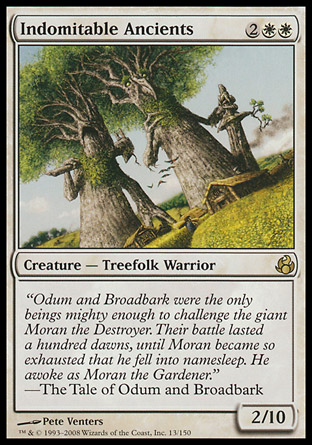 Indomitable Ancients 2
Creature — Treefolk Warrior
“Odum and Broadbark were the only
beings mighty enough to challenge the giant
Moran the Destroyer. Their battle lasted
a hundred dawns, until Moran became so
exhausted that he fell into namesleep. He
awoke as Moran the Gardener.”
—The Tale of Odum and Broadbark
Pete Venters
™ & © 1993–2008 Wizards of the Coast, Inc. 13/150
2/10